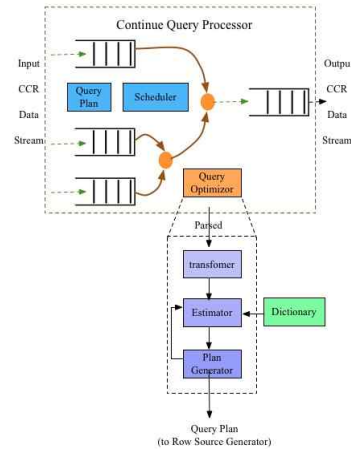 Continue Query Processor
Input
CCR
Data
Stream
Query
Plan
Scheduler
Output
CCR
Data
Stream
Query
Optimizor
Parsed
transfomer
Estimator
Dictionary
Plan
Generator
Query Plan
(to Row Source Generator)